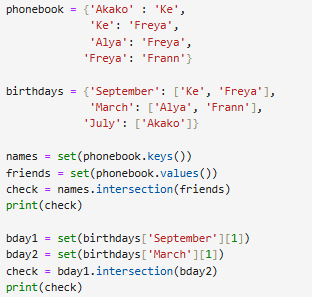 phonebook = {'Akako' : 'Ke',
             'Ke': 'Freya',
             'Alya': 'Freya',
            'Freya': 'Frann'}

birthdays = {'September': ['Ke', 'Freya'],
             'March': ['Alya', 'Frann'],
             'July': ['Akako']}

names = set(phonebook.keys())
friends = set(phonebook.values())
check = names.intersection(friends)
print(check)

bday1 = set(birthdays['September'][1])
bday2 = set(birthdays['March'][1])
check = bday1.intersection(bday2)
print(check)